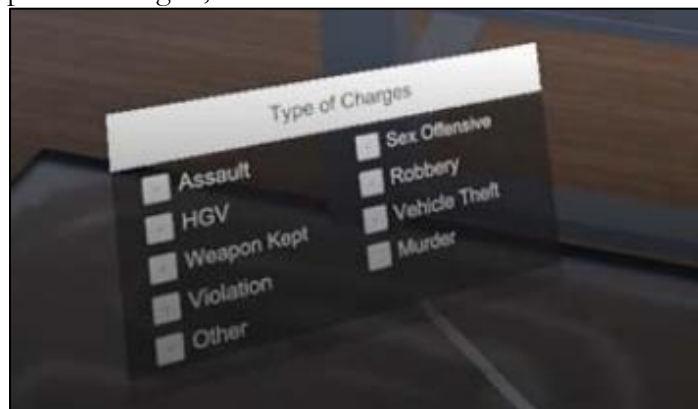 Type of Charges
Assault
HGV
Weapon Kept
Violation
Other
Sex Offensive
Robbery
Vehicle Theft
Murder